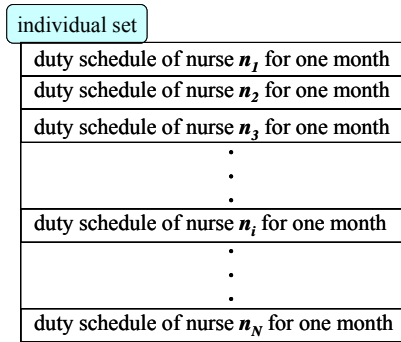 individual set
duty schedule of nurse n1 for one month
duty schedule of nurse n2 for one month
duty schedule of nurse n3 for one month
.
.
.
duty schedule of nurse ni for one month
.
.
.
duty schedule of nurse nN for one month